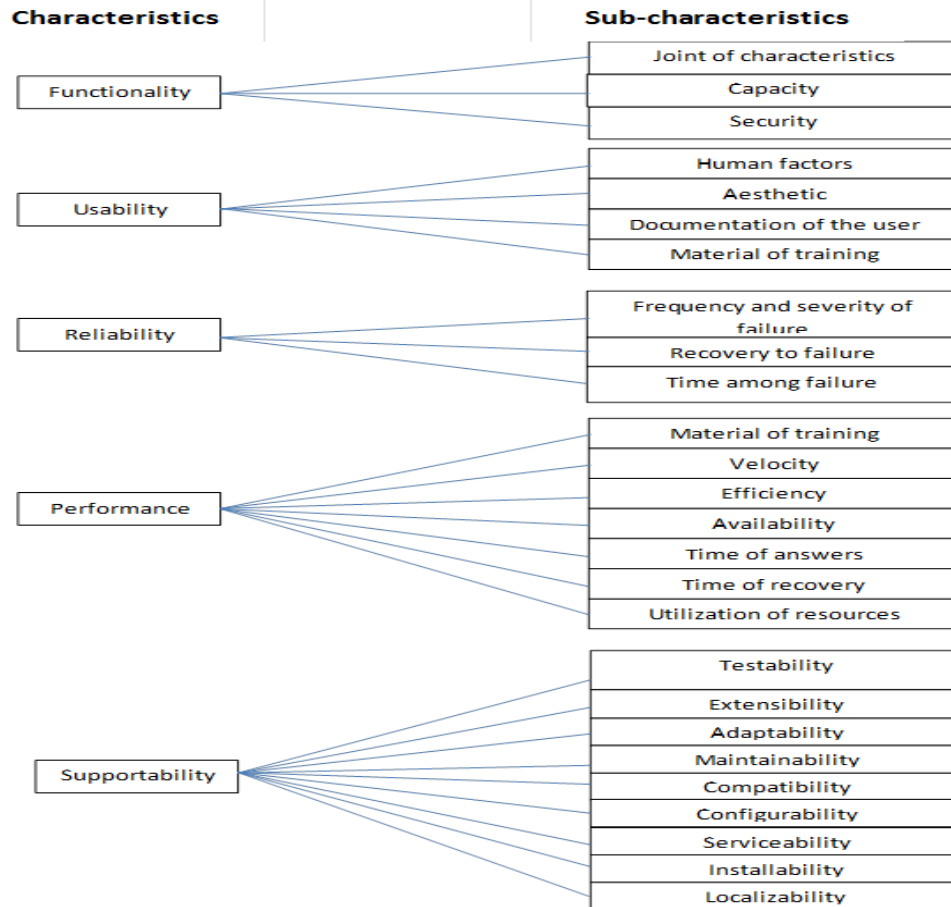 Characteristics
Sub-characteristics
Functionality
Joint of characteristics
Capacity
Security
Usability
Human factors
Aesthetic
Documentation of the user
Material of training
Reliability
Frequency and severity of
failure
Recovery to failure
Time among failure
Performance
Material of training
Velocity
Efficiency
Availability
Time of answers
Time of recovery
Utilization of resources
Supportability
Testability
Extensibility
Adaptability
Maintainability
Compatibility
Configurability
Serviceability
Installability
Localizability